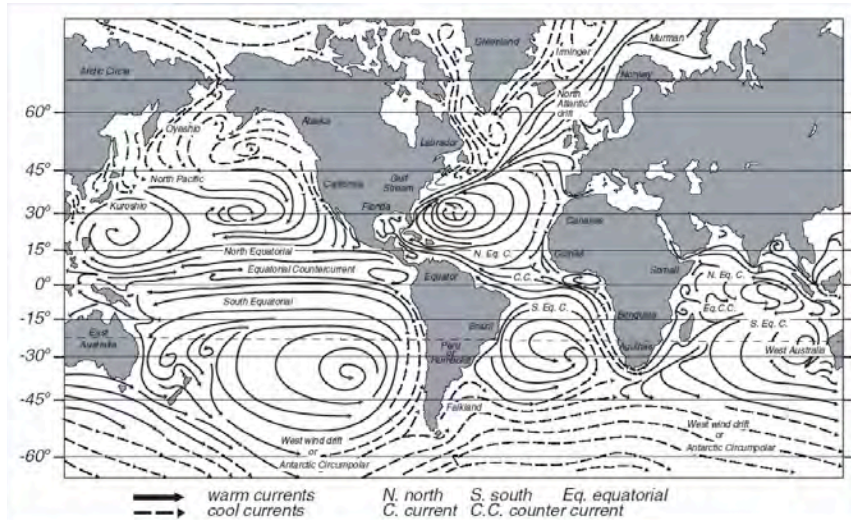 Greenland
Irminger
Murman
Arctic Circle
Norway
North
Atlantic
drift
60°
Oyashio
Alaska
Labrador
45°
North Pacific
California
Gulf
Stream
30°
Kuroshio
Florida
Canaries
15°
North Equatorial
N. Eq. C.
Guinea
Somali
N. Eq. C.
Equatorial Countercurrent
Equator
C.C.
0°
South Equatorial
S. Eq. C.
Eq.C.C.
-15°
East
Australia
Brazil
Benguela
S. Eq. C.
Peru
or
Humboldt
Agulhas
West Australia
-30°
-45°
Falkland
West wind drift
or
Antarctic Circumpolar
West wind drift
or
Antarctic Circumpolar
-60°
warm currents N. north S. south Eq. equatorial
cool currents C. current C.C. counter current